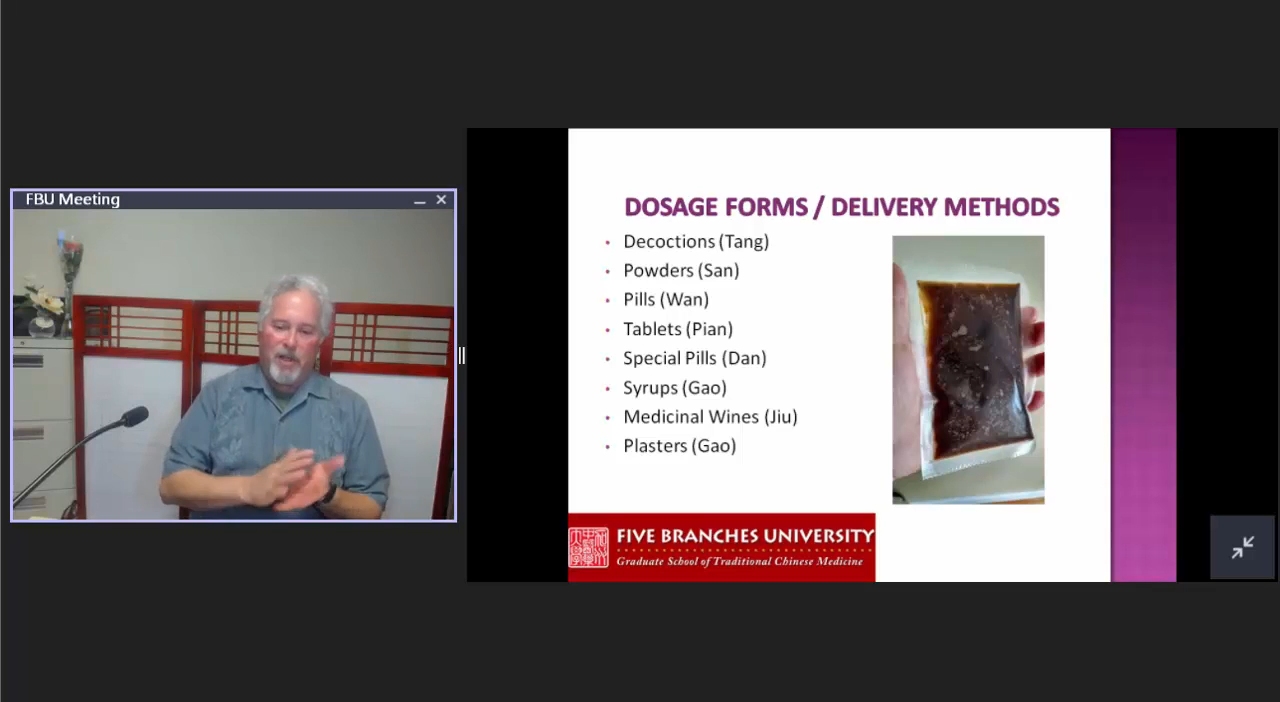 FBU Meeting
DOSAGE FORMS / DELIVERY METHODS
• Decoctions (Tang)
• Powders (San)
• Pills (Wan)
• Tablets (Pian)
• Special Pills (Dan)
• Syrups (Gao)
• Medicinal Wines (Jiu)
• Plasters (Gao)
FIVE BRANCHES UNIVERSITY
Graduate School of Traditional Chinese Medicine